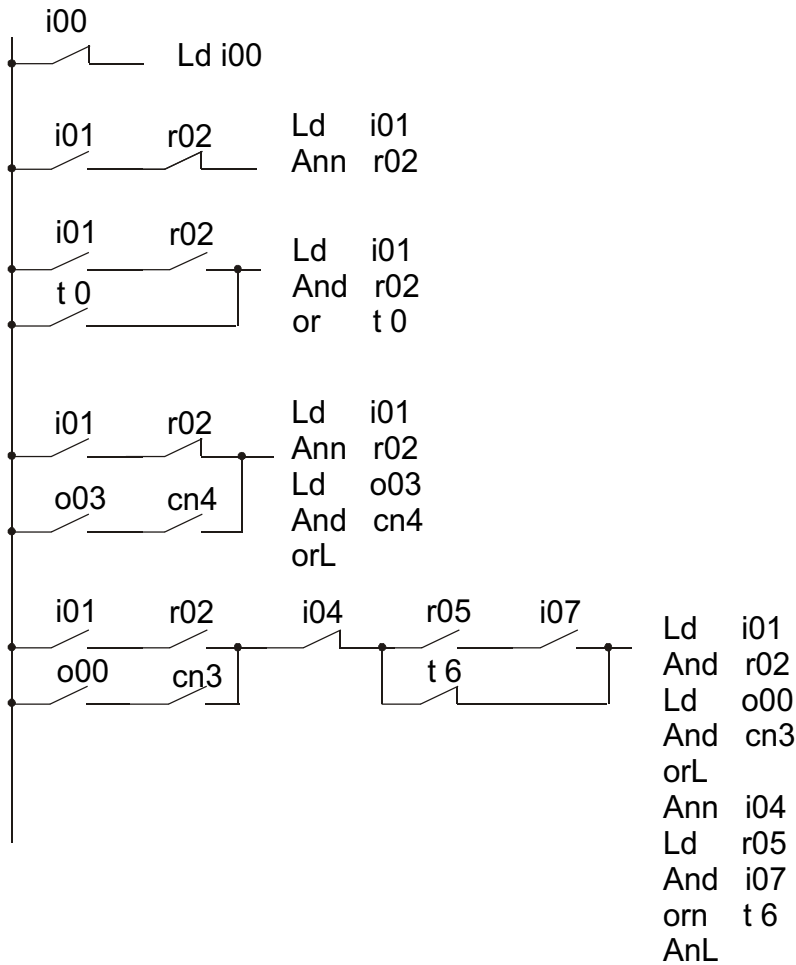 i00
Ld i00
i01 r02
Ld i01
Ann r02
i01 r02
t 0
Ld i01
And r02
or t 0
i01 r02
o03 cn4
Ld i01
Ann r02
Ld o03
And cn4
orL
i01 r02 i04 r05 i07
o00 cn3 t 6
Ld i01
And r02
Ld o00
And cn3
orL
Ann i04
Ld r05
And i07
orn t 6
AnL